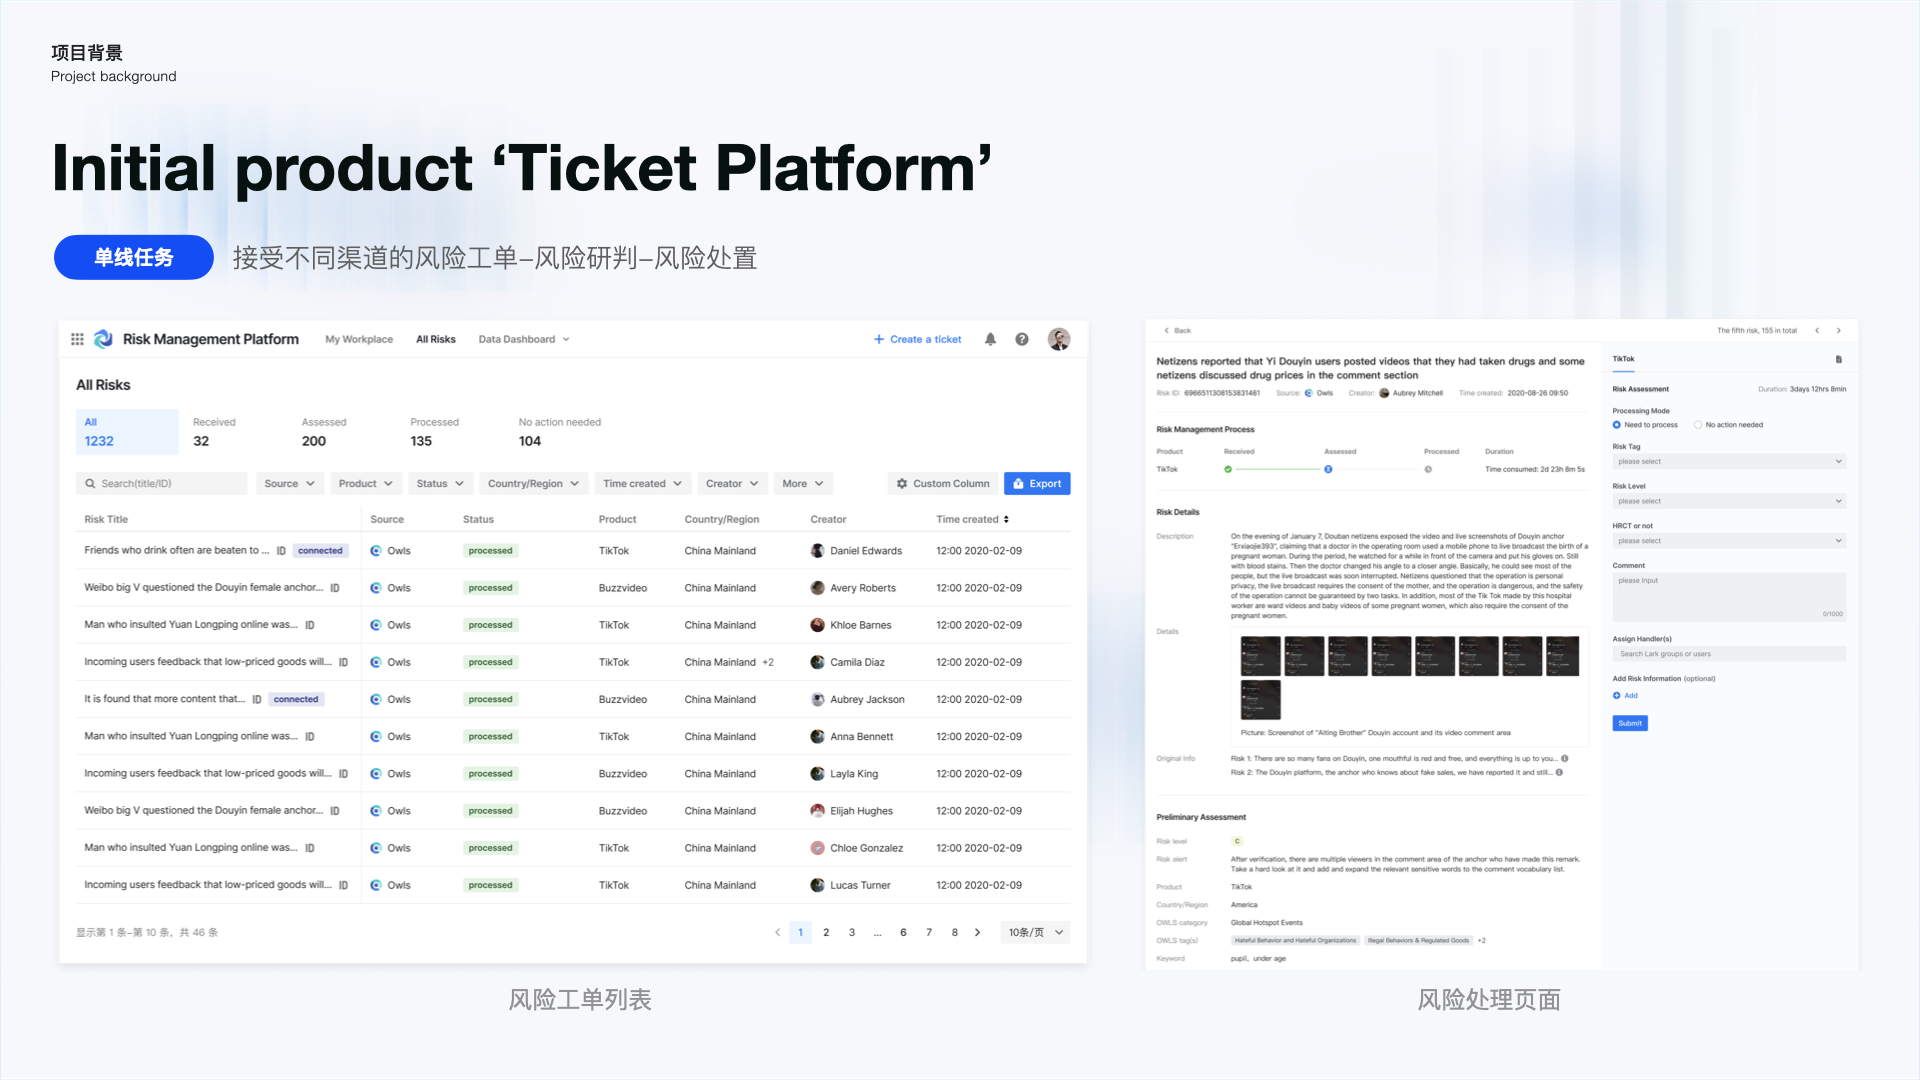 项目背景
Project background
Initial product ‘Ticket Platform’
单线任务
接受不同渠道的风险工单–风险研判–风险处置
Risk Management Platform My Workplace All Risks Data Dashboard + Create a ticket
All Risks
All Received Assessed Processed No action needed
1232 32 200 135 104
Search(title/ID) Source Product Status Country/Region Time created Creator More Custom Column Export
Risk Title Source Status Product Country/Region Creator Time created
Friends who drink often are beaten to ... ID connected Owls processed TikTok China Mainland Daniel Edwards 12:00 2020-02-09
Weibo big V questioned the Douyin female anchor... ID Owls processed Buzzvideo China Mainland Avery Roberts 12:00 2020-02-09
Man who insulted Yuan Longping online was... ID Owls processed TikTok China Mainland Khloe Barnes 12:00 2020-02-09
Incoming users feedback that low-priced goods will... ID Owls processed TikTok China Mainland +2 Camila Diaz 12:00 2020-02-09
It is found that more content that... ID connected Owls processed Buzzvideo China Mainland Aubrey Jackson 12:00 2020-02-09
Man who insulted Yuan Longping online was... ID Owls processed TikTok China Mainland Anna Bennett 12:00 2020-02-09
Incoming users feedback that low-priced goods will... ID Owls processed Buzzvideo China Mainland Layla King 12:00 2020-02-09
Weibo big V questioned the Douyin female anchor... ID Owls processed Buzzvideo China Mainland Elijah Hughes 12:00 2020-02-09
Man who insulted Yuan Longping online was... ID Owls processed TikTok China Mainland Chloe Gonzalez 12:00 2020-02-09
Incoming users feedback that low-priced goods will... ID Owls processed TikTok China Mainland Lucas Turner 12:00 2020-02-09
显示第 1 条–第 10 条，共 46 条 1 2 3 ... 6 7 8 10条/页
风险工单列表
Back The fifth risk, 155 in total
Netizens reported that Yi Douyin users posted videos that they had taken drugs and some
netizens discussed drug prices in the comment section
Risk ID: 6966511308153831461 Source: Owls Creator: Aubrey Mitchell Time created: 2020-08-26 09:50
Risk Management Process
Product Received Assessed Processed Duration
TikTok Time consumed: 2d 23h 8m 5s
Risk Details
Description On the evening of January 7, Douban netizens exposed the video and live screenshots of Douyin anchor
"Erxiaojie393", claiming that a doctor in the operating room used a mobile phone to live broadcast the birth of a
pregnant woman. During the period, he watched for a while in front of the camera and put his gloves on. Still
with blood stains. Then the doctor changed his angle to a closer angle. Basically, he could see most of the
people, but the live broadcast was soon interrupted. Netizens questioned that the operation is personal
privacy, the live broadcast requires the consent of the mother, and the operation is dangerous, and the safety
of the operation cannot be guaranteed by two tasks. In addition, most of the Tik Tok made by this hospital
worker are ward videos and baby videos of some pregnant women, which also require the consent of the
pregnant women.
Details
Picture: Screenshot of "Aiting Brother" Douyin account and its video comment area
Original Info Risk 1: There are so many fans on Douyin, one mouthful is red and free, and everything is up to you...
Risk 2: The Douyin platform, the anchor who knows about fake sales, we have reported it and still...
Preliminary Assessment
Risk level C
Risk alert After verification, there are multiple viewers in the comment area of the anchor who have made this remark.
Take a hard look at it and add and expand the relevant sensitive words to the comment vocabulary list.
Product TikTok
Country/Region America
OWLS category Global Hotspot Events
OWLS tag(s) Hateful Behavior and Hateful Organizations Illegal Behaviors & Regulated Goods +2
Keyword pupil, under age
TikTok
Risk Assessment Duration: 3days 12hrs 8min
Processing Mode
Need to process No action needed
Risk Tag
please select
Risk Level
please select
HRCT or not
please select
Comment
please Input
0/1000
Assign Handler(s)
Search Lark groups or users
Add Risk Information (optional)
Add
Submit
风险处理页面